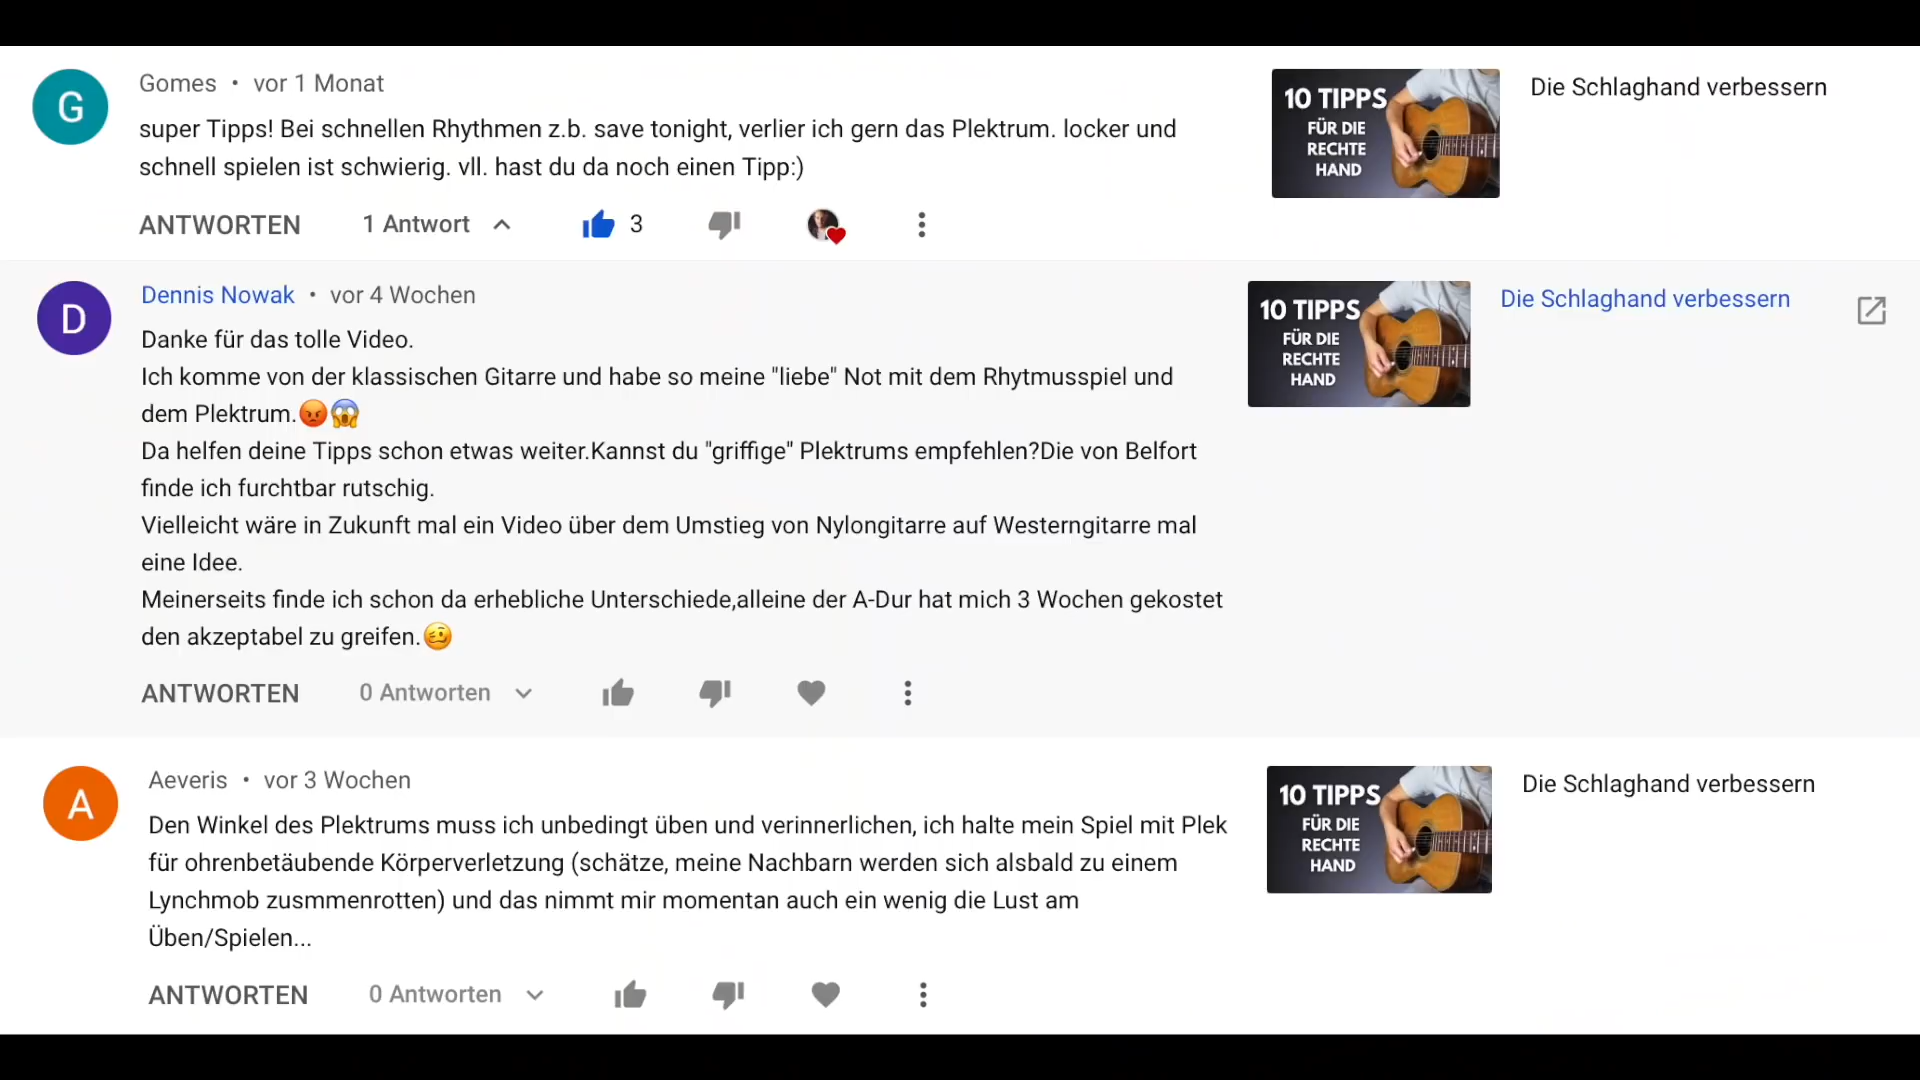 G
Gomes • vor 1 Monat
super Tipps! Bei schnellen Rhythmen z.b. save tonight, verlier ich gern das Plektrum. locker und
schnell spielen ist schwierig. vll. hast du da noch einen Tipp:)
ANTWORTEN 1 Antwort 3
10 TIPPS
FÜR DIE
RECHTE
HAND
Die Schlaghand verbessern
D
Dennis Nowak • vor 4 Wochen
Danke für das tolle Video.
Ich komme von der klassischen Gitarre und habe so meine "liebe" Not mit dem Rhytmusspiel und
dem Plektrum.😡😱
Da helfen deine Tipps schon etwas weiter.Kannst du "griffige" Plektrums empfehlen?Die von Belfort
finde ich furchtbar rutschig.
Vielleicht wäre in Zukunft mal ein Video über dem Umstieg von Nylongitarre auf Westerngitarre mal
eine Idee.
Meinerseits finde ich schon da erhebliche Unterschiede,alleine der A-Dur hat mich 3 Wochen gekostet
den akzeptabel zu greifen.🥴
ANTWORTEN 0 Antworten
10 TIPPS
FÜR DIE
RECHTE
HAND
Die Schlaghand verbessern
A
Aeveris • vor 3 Wochen
Den Winkel des Plektrums muss ich unbedingt üben und verinnerlichen, ich halte mein Spiel mit Plek
für ohrenbetäubende Körperverletzung (schätze, meine Nachbarn werden sich alsbald zu einem
Lynchmob zusmmenrotten) und das nimmt mir momentan auch ein wenig die Lust am
Üben/Spielen...
ANTWORTEN 0 Antworten
10 TIPPS
FÜR DIE
RECHTE
HAND
Die Schlaghand verbessern